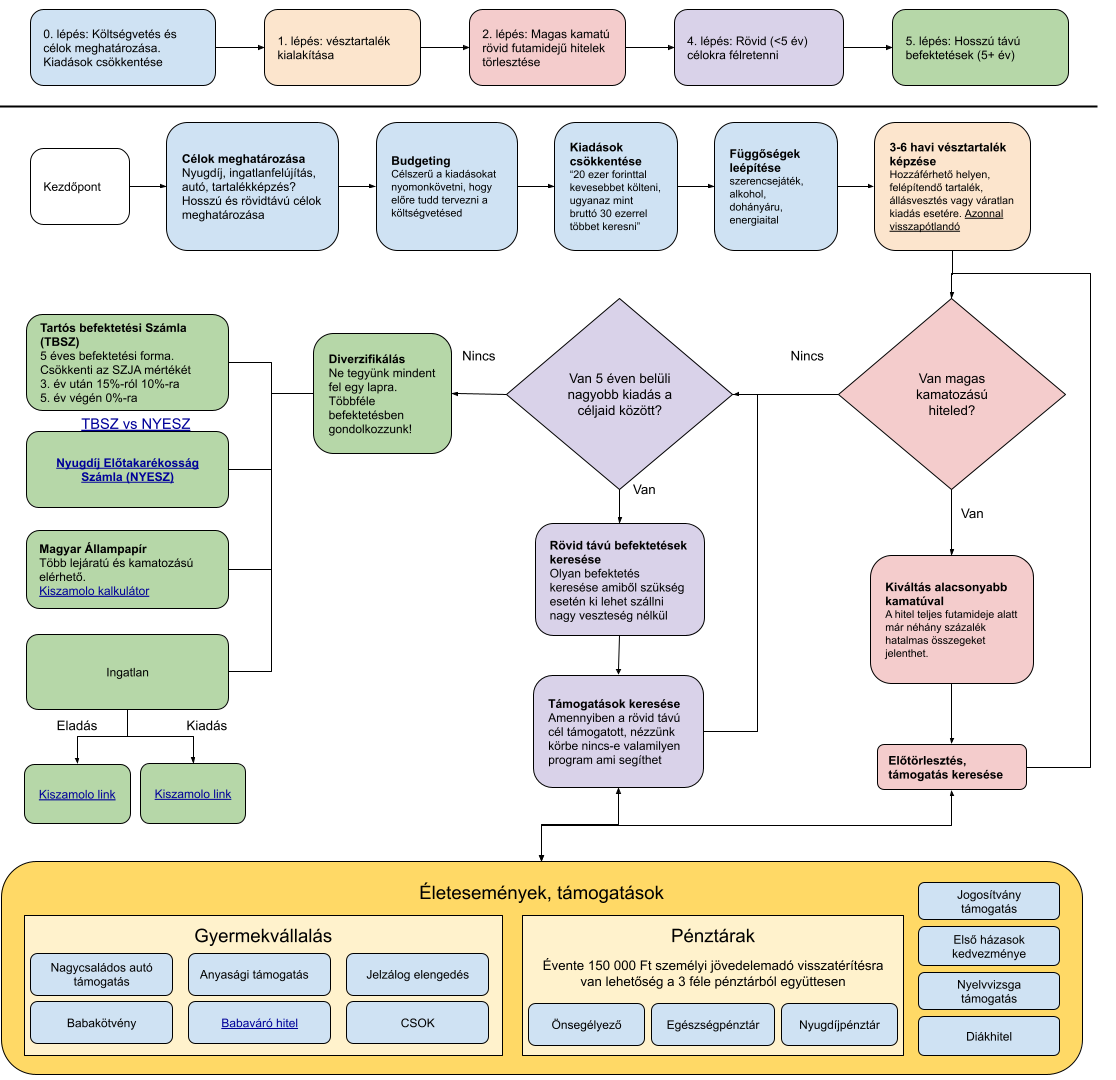 0. lépés: Költségvetés és
célok meghatározása.
Kiadások csökkentése
1. lépés: vésztartalék
kialakítása
2. lépés: Magas kamatú
rövid futamidejű hitelek
törlesztése
4. lépés: Rövid (<5 év)
célokra félretenni
5. lépés: Hosszú távú
befektetések (5+ év)
Kezdőpont
Célok meghatározása
Nyugdíj, ingatlanfelújítás,
autó, tartalékképzés?
Hosszú és rövidtávú célok
meghatározása
Budgeting
Célszerű a kiadásokat
nyomonkövetni, hogy
előre tudd tervezni a
költségvetésed
Kiadások
csökkentése
"20 ezer forinttal
kevesebbet költeni,
ugyanaz mint
bruttó 30 ezerrel
többet keresni"
Függőségek
leépítése
szerencsejáték,
alkohol,
dohányáru,
energiaital
3-6 havi vésztartalék
képzése
Hozzáférhető helyen,
felépítendő tartalék,
állásvesztés vagy váratlan
kiadás esetére. Azonnal
visszapótlandó
Van magas
kamatozású
hiteled?
Nincs
Van
Kiváltás alacsonyabb
kamatúval
A hitel teljes futamideje alatt
már néhány százalék
hatalmas összegeket
jelenthet.
Előtörlesztés,
támogatás keresése
Van 5 éven belüli
nagyobb kiadás a
céljaid között?
Nincs
Van
Rövid távú befektetések
keresése
Olyan befektetés
keresése amiből szükség
esetén ki lehet szállni
nagy veszteség nélkül
Támogatások keresése
Amennyiben a rövid távú
cél támogatott, nézzünk
körbe nincs-e valamilyen
program ami segíthet
Diverzifikálás
Ne tegyünk mindent
fel egy lapra.
Többféle
befektetésben
gondolkozzunk!
Tartós befektetési Számla
(TBSZ)
5 éves befektetési forma.
Csökkenti az SZJA mértékét
3. év után 15%-ról 10%-ra
5. év végén 0%-ra
TBSZ vs NYESZ
Nyugdíj Előtakarékosság
Számla (NYESZ)
Magyar Állampapír
Több lejáratú és kamatozású
elérhető.
Kiszamolo kalkulátor
Ingatlan
Eladás
Kiadás
Kiszamolo link
Kiszamolo link
Életesemények, támogatások
Gyermekvállalás
Nagycsaládos autó
támogatás
Anyasági támogatás
Jelzálog elengedés
Babakötvény
Babaváró hitel
CSOK
Pénztárak
Évente 150 000 Ft személyi jövedelemadó visszatérítésra
van lehetőség a 3 féle pénztárból együttesen
Önsegélyező
Egészségpénztár
Nyugdíjpénztár
Jogosítvány
támogatás
Első házasok
kedvezménye
Nyelvvizsga
támogatás
Diákhitel